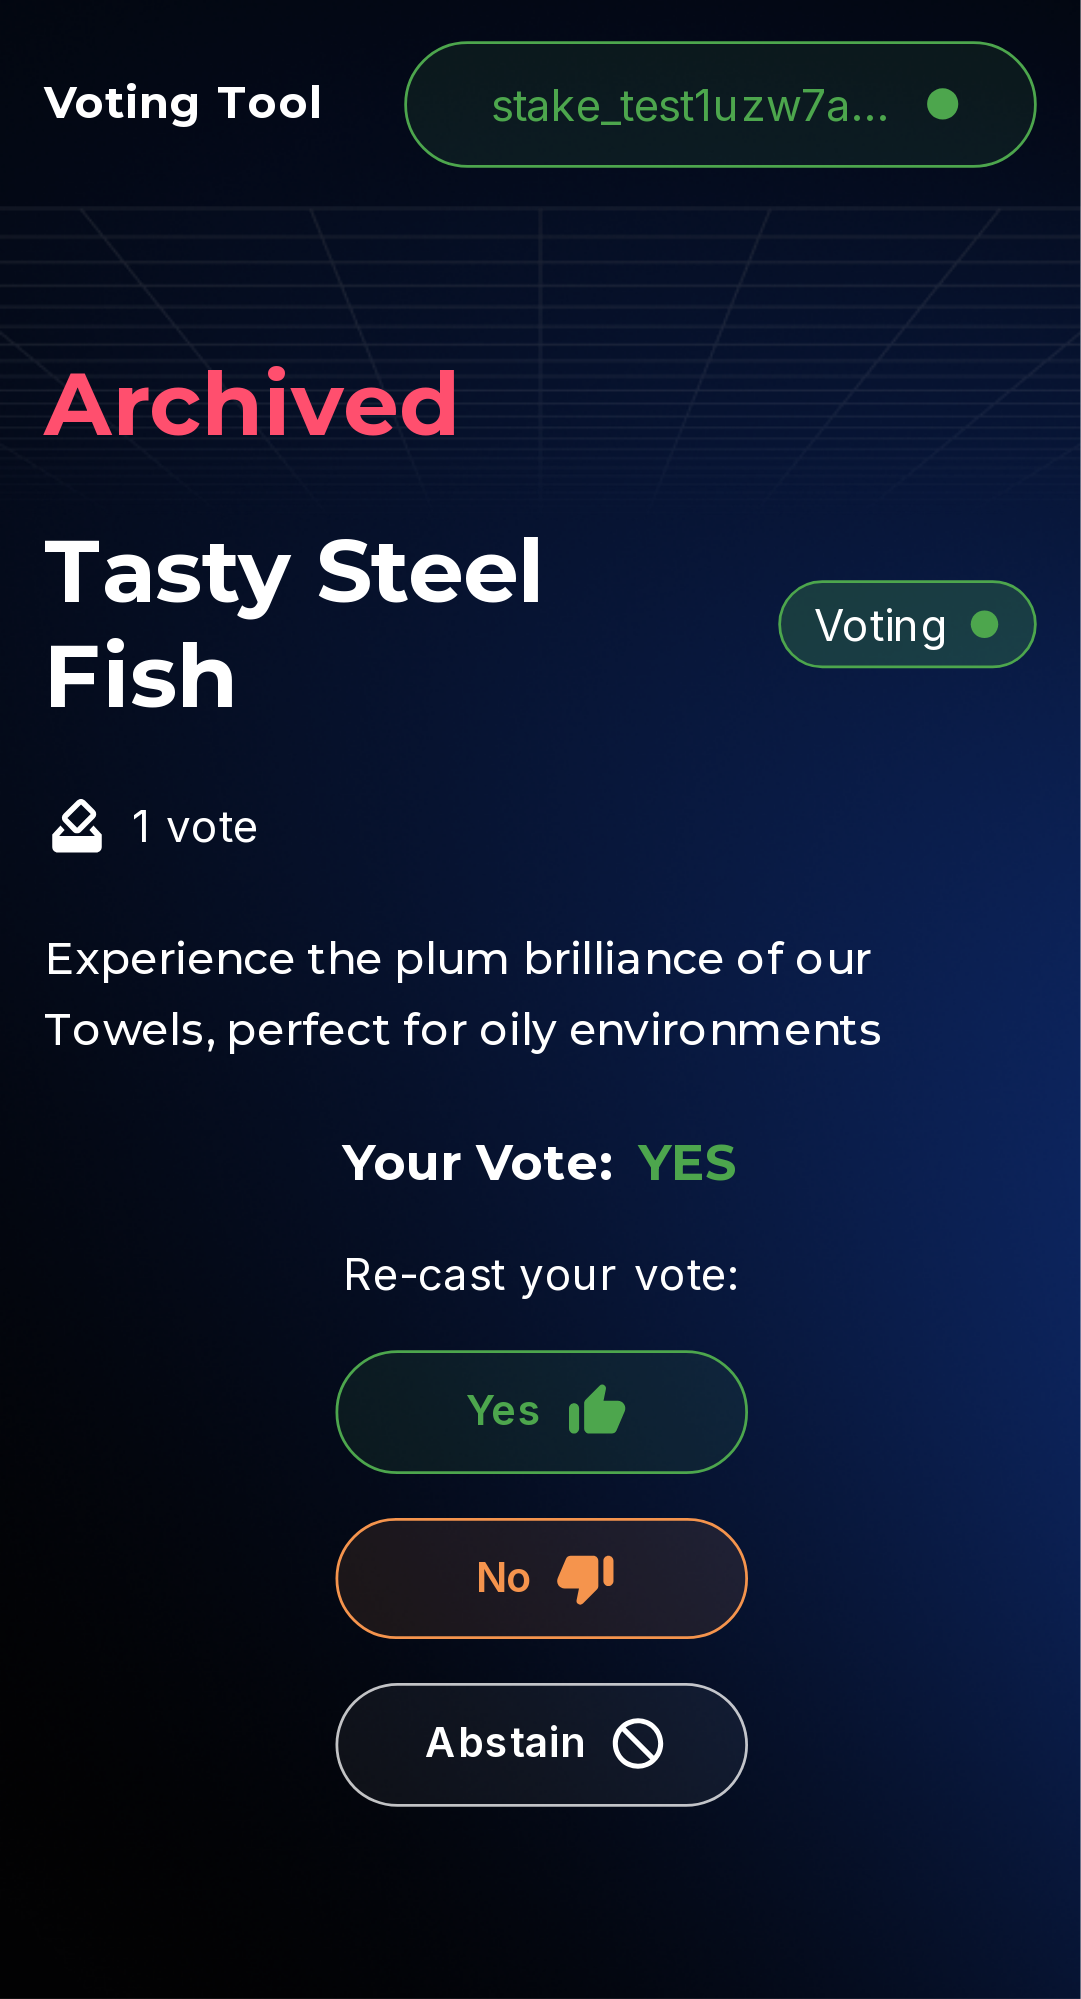 Voting Tool
stake_test1uzw7a...
Archived
Tasty Steel
Fish
Voting
1 vote
Experience the plum brilliance of our
Towels, perfect for oily environments
Your Vote: YES
Re-cast your vote:
Yes
No
Abstain